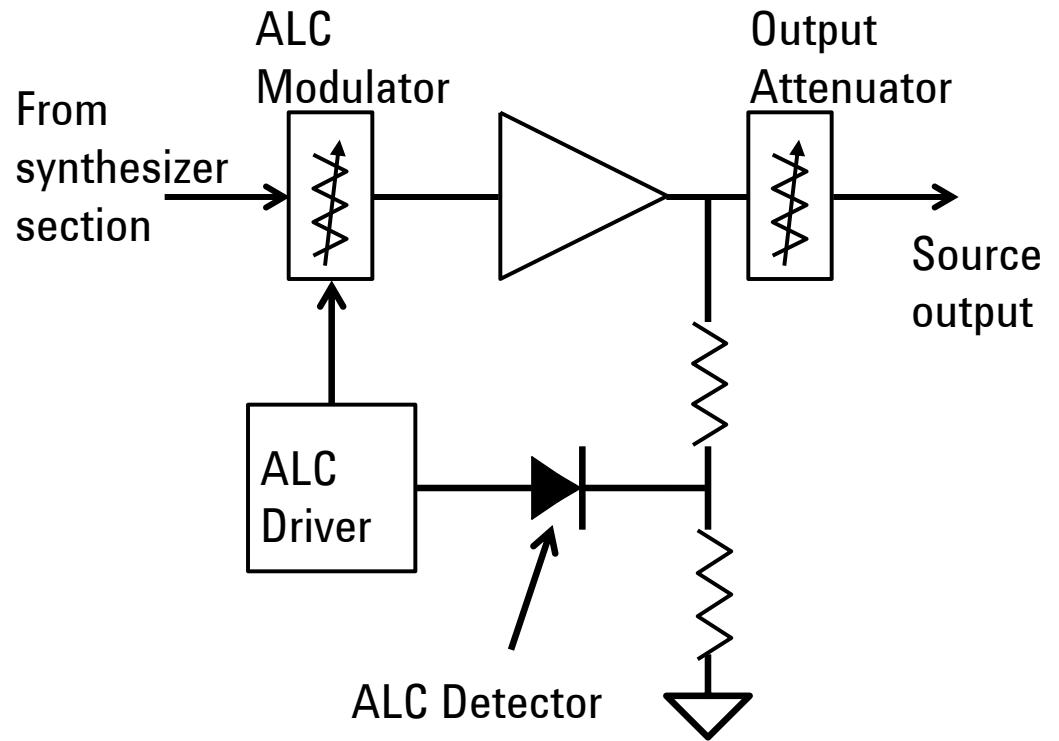 ALC
Modulator
Output
Attenuator
From
synthesizer
section
Source
output
ALC
Driver
ALC Detector